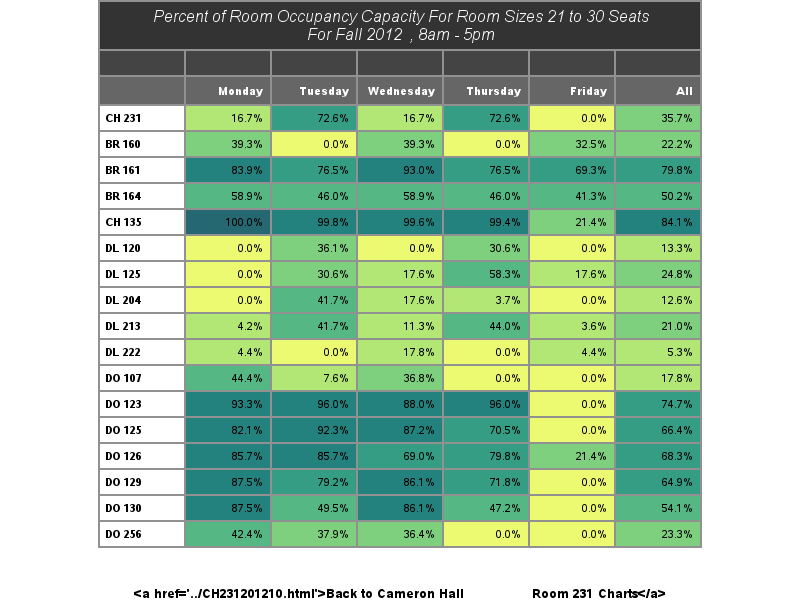 Percent of Room Occupancy Capacity For Room Sizes 21 to 30 Seats
For Fall 2012 , 8am - 5pm
Monday Tuesday Wednesday Thursday Friday All
CH 231 16.7% 72.6% 16.7% 72.6% 0.0% 35.7%
BR 160 39.3% 0.0% 39.3% 0.0% 32.5% 22.2%
BR 161 83.9% 76.5% 93.0% 76.5% 69.3% 79.8%
BR 164 58.9% 46.0% 58.9% 46.0% 41.3% 50.2%
CH 135 100.0% 99.8% 99.6% 99.4% 21.4% 84.1%
DL 120 0.0% 36.1% 0.0% 30.6% 0.0% 13.3%
DL 125 0.0% 30.6% 17.6% 58.3% 17.6% 24.8%
DL 204 0.0% 41.7% 17.6% 3.7% 0.0% 12.6%
DL 213 4.2% 41.7% 11.3% 44.0% 3.6% 21.0%
DL 222 4.4% 0.0% 17.8% 0.0% 4.4% 5.3%
DO 107 44.4% 7.6% 36.8% 0.0% 0.0% 17.8%
DO 123 93.3% 96.0% 88.0% 96.0% 0.0% 74.7%
DO 125 82.1% 92.3% 87.2% 70.5% 0.0% 66.4%
DO 126 85.7% 85.7% 69.0% 79.8% 21.4% 68.3%
DO 129 87.5% 79.2% 86.1% 71.8% 0.0% 64.9%
DO 130 87.5% 49.5% 86.1% 47.2% 0.0% 54.1%
DO 256 42.4% 37.9% 36.4% 0.0% 0.0% 23.3%
<a href='../CH231201210.html'>Back to Cameron Hall Room 231 Charts</a>